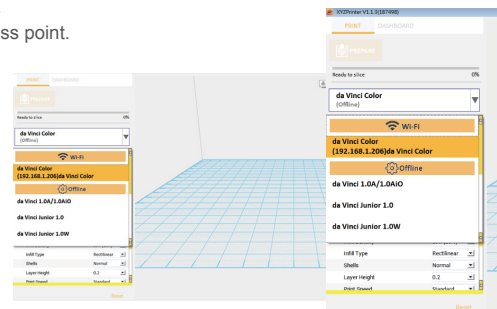 ess point.
PRINT DASHBOARD
PREPARE
Ready to slice 0%
da Vinci Color
(Offline)
Wi-Fi
da Vinci Color
(192.168.1.206)da Vinci Color
Offline
da Vinci 1.0A/1.0AiO
da Vinci Junior 1.0
da Vinci Junior 1.0W
Infill Type Rectilinear
Shells Normal
Layer Height 0.2
Print Speed Standard
Reset
XYZPrinter V1.1.3(187498)
PRINT DASHBOARD
PREPARE
Ready to slice 0%
da Vinci Color
(Offline)
Wi-Fi
da Vinci Color
(192.168.1.206)da Vinci Color
Offline
da Vinci 1.0A/1.0AiO
da Vinci Junior 1.0
da Vinci Junior 1.0W
Infill Type Rectilinear
Shells Normal
Layer Height 0.2
Print Speed Standard
Reset